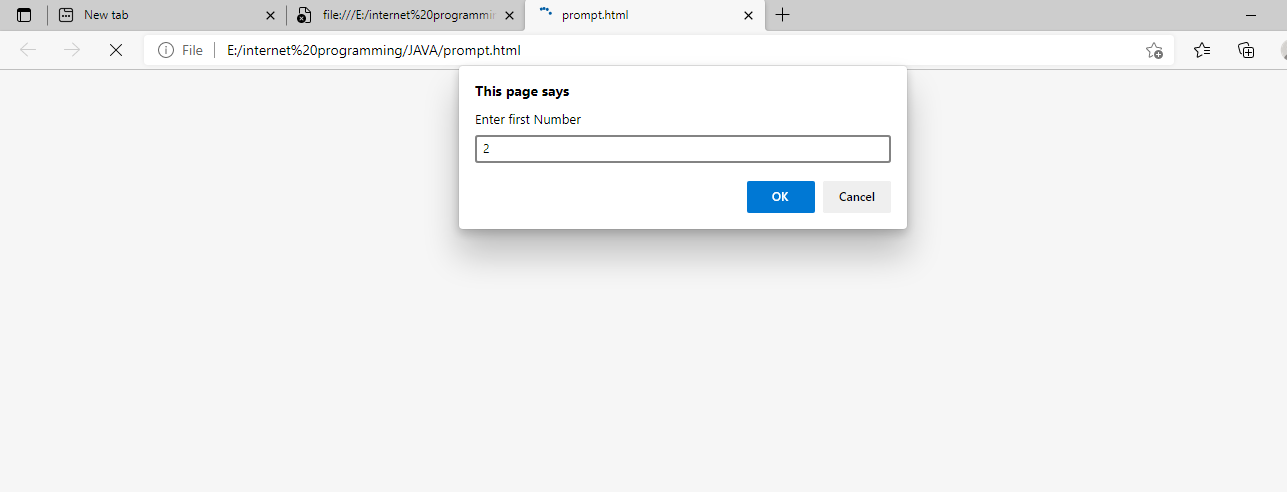 New tab
file:///E:/internet%20programmin
prompt.html
File
E:/internet%20programming/JAVA/prompt.html
This page says
Enter first Number
2
OK Cancel